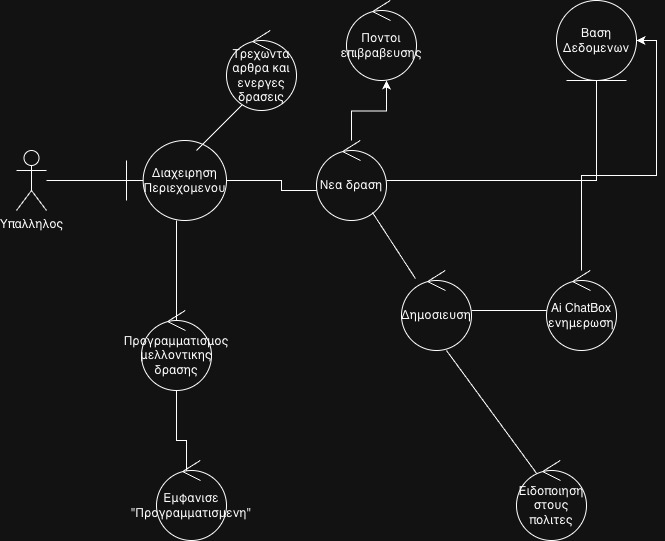 Τρεχωντα
αρθρα και
ενεργες
δρασεις
Ποντοι
επιβραβευσης
Βαση
Δεδομενων
Υπαλληλος
Διαχειρηση
Περιεχομενου
Νεα δραση
Δημοσιευση
Ai ChatBox
ενημερωση
Προγραμματισμος
μελλοντικης
δρασης
Εμφανισε
"Προγραμματισμενη"
Ειδοποιηση
στους
πολιτες